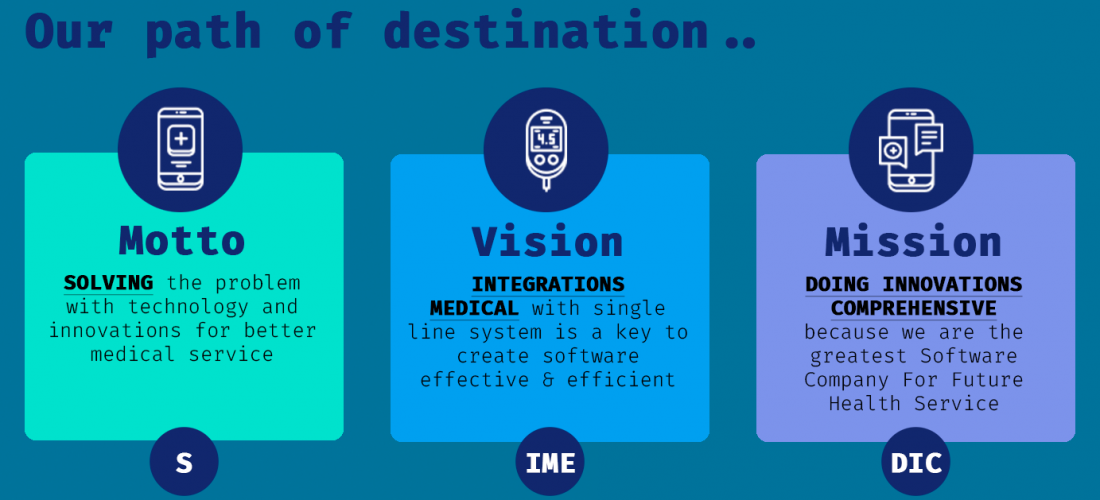 Our path of destination..
Motto
SOLVING the problem
with technology and
innovations for better
medical service
S
4.5
Vision
INTEGRATIONS
MEDICAL with single
line system is a key to
create software
effective & efficient
IME
Mission
DOING INNOVATIONS
COMPREHENSIVE
because we are the
greatest Software
Company For Future
Health Service
DIC